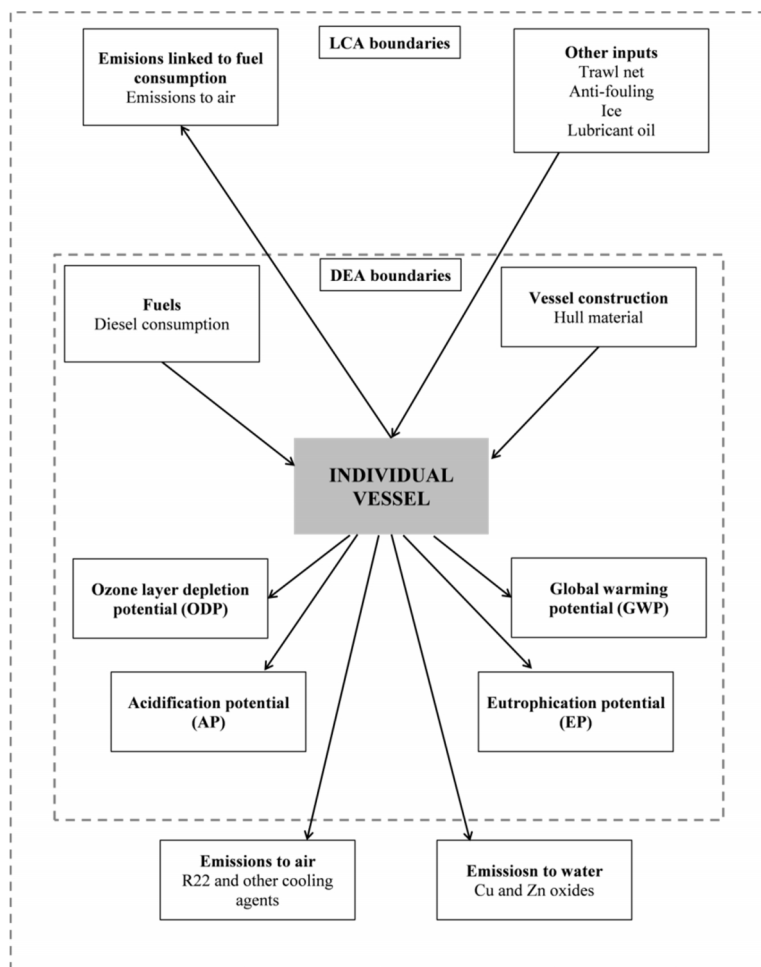 LCA boundaries
Emisions linked to fuel
consumption
Emissions to air
Other inputs
Trawl net
Anti-fouling
Ice
Lubricant oil
DEA boundaries
Fuels
Diesel consumption
Vessel construction
Hull material
INDIVIDUAL
VESSEL
Ozone layer depletion
potential (ODP)
Global warming
potential (GWP)
Acidification potential
(AP)
Eutrophication potential
(EP)
Emissions to air
R22 and other cooling
agents
Emissiosn to water
Cu and Zn oxides